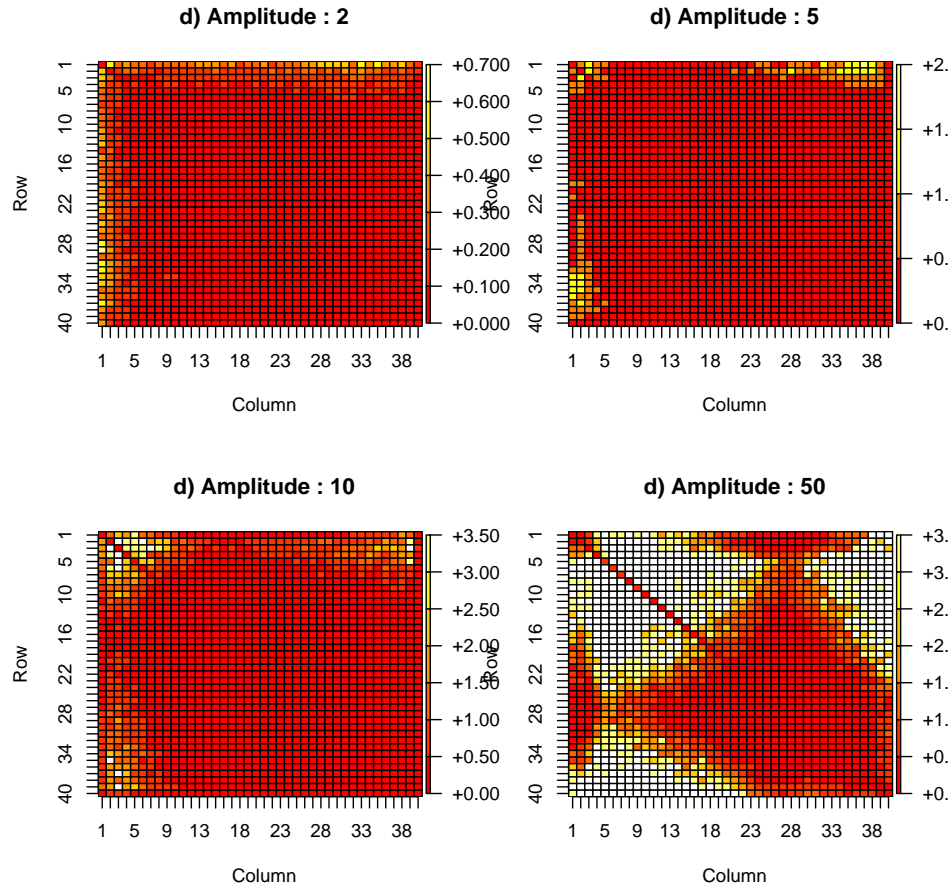 d) Amplitude : 2
Row
1 5 10 16 22 28 34 40
1 5 9 13 18 23 28 33 38
Column
+0.700
+0.600
+0.500
+0.400
+0.300
+0.200
+0.100
+0.000
d) Amplitude : 5
Row
1 5 10 16 22 28 34 40
1 5 9 13 18 23 28 33 38
Column
+2.
+1.
+1.
+0.
+0.
d) Amplitude : 10
Row
1 5 10 16 22 28 34 40
1 5 9 13 18 23 28 33 38
Column
+3.50
+3.00
+2.50
+2.00
+1.50
+1.00
+0.50
+0.00
d) Amplitude : 50
Row
1 5 10 16 22 28 34 40
1 5 9 13 18 23 28 33 38
Column
+3.
+3.
+2.
+2.
+1.
+1.
+0.
+0.